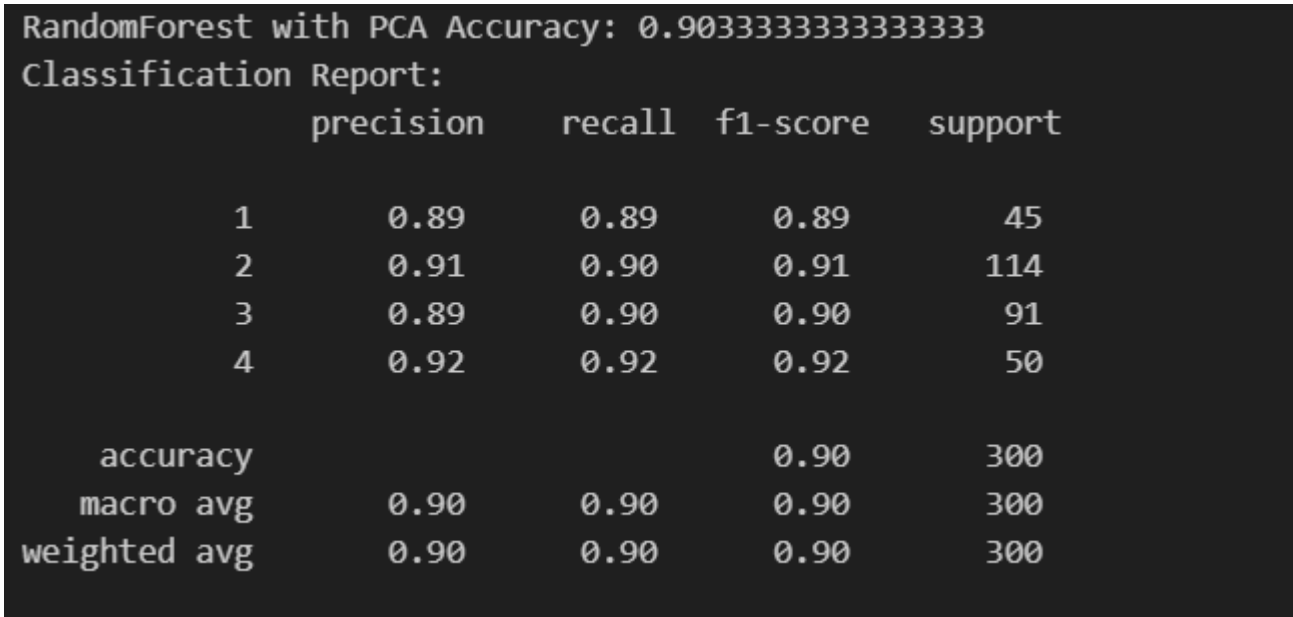 RandomForest with PCA Accuracy: 0.9033333333333333
Classification Report:
precision recall f1-score support
1 0.89 0.89 0.89 45
2 0.91 0.90 0.91 114
3 0.89 0.90 0.90 91
4 0.92 0.92 0.92 50
accuracy 0.90 300
macro avg 0.90 0.90 0.90 300
weighted avg 0.90 0.90 0.90 300